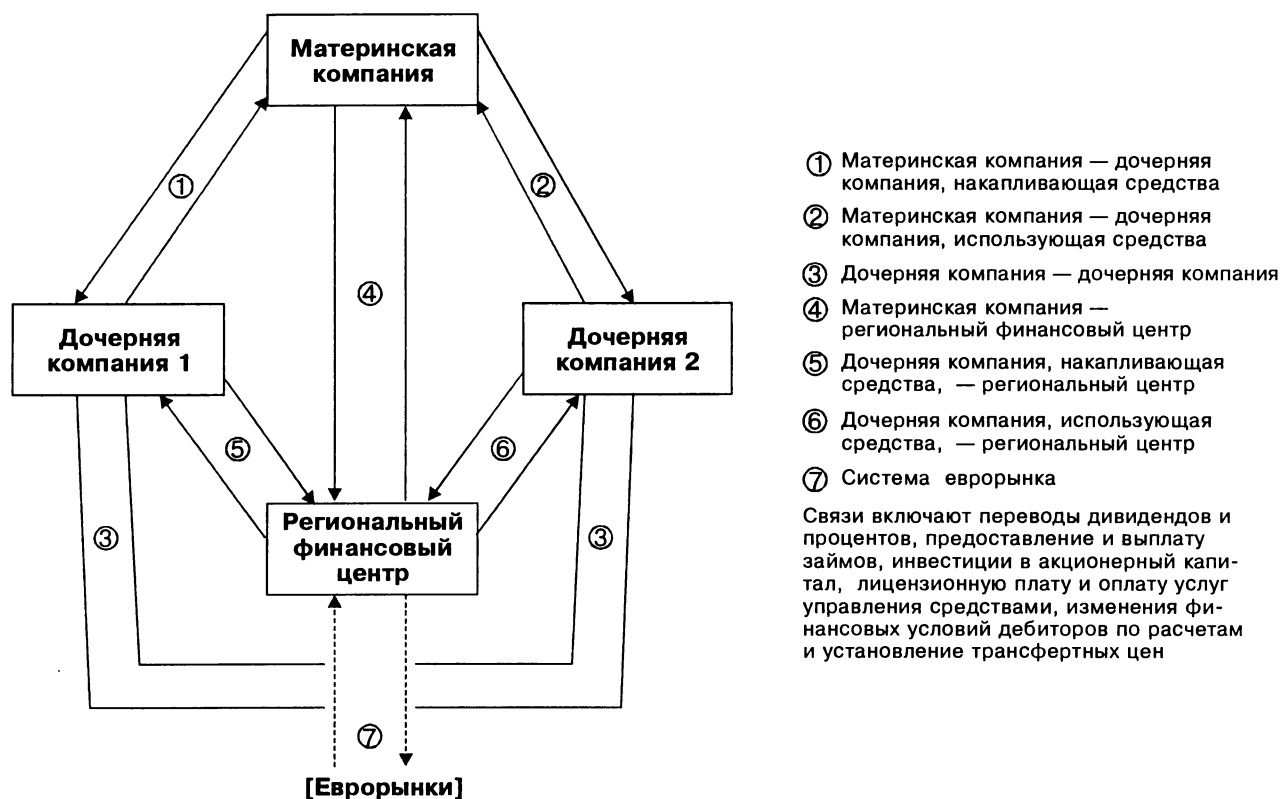 Материнская
компания
①
②
④
Дочерняя
компания 1
Дочерняя
компания 2
⑤
⑥
Региональный
финансовый
центр
③
③
⑦
[Еврорынки]
① Материнская компания — дочерняя
компания, накапливающая средства
② Материнская компания — дочерняя
компания, использующая средства
③ Дочерняя компания — дочерняя компания
④ Материнская компания —
региональный финансовый центр
⑤ Дочерняя компания, накапливающая
средства, — региональный центр
⑥ Дочерняя компания, использующая
средства, — региональный центр
⑦ Система еврорынка
Связи включают переводы дивидендов и
процентов, предоставление и выплату
займов, инвестиции в акционерный капи-
тал, лицензионную плату и оплату услуг
управления средствами, изменения фи-
нансовых условий дебиторов по расчетам
и установление трансфертных цен